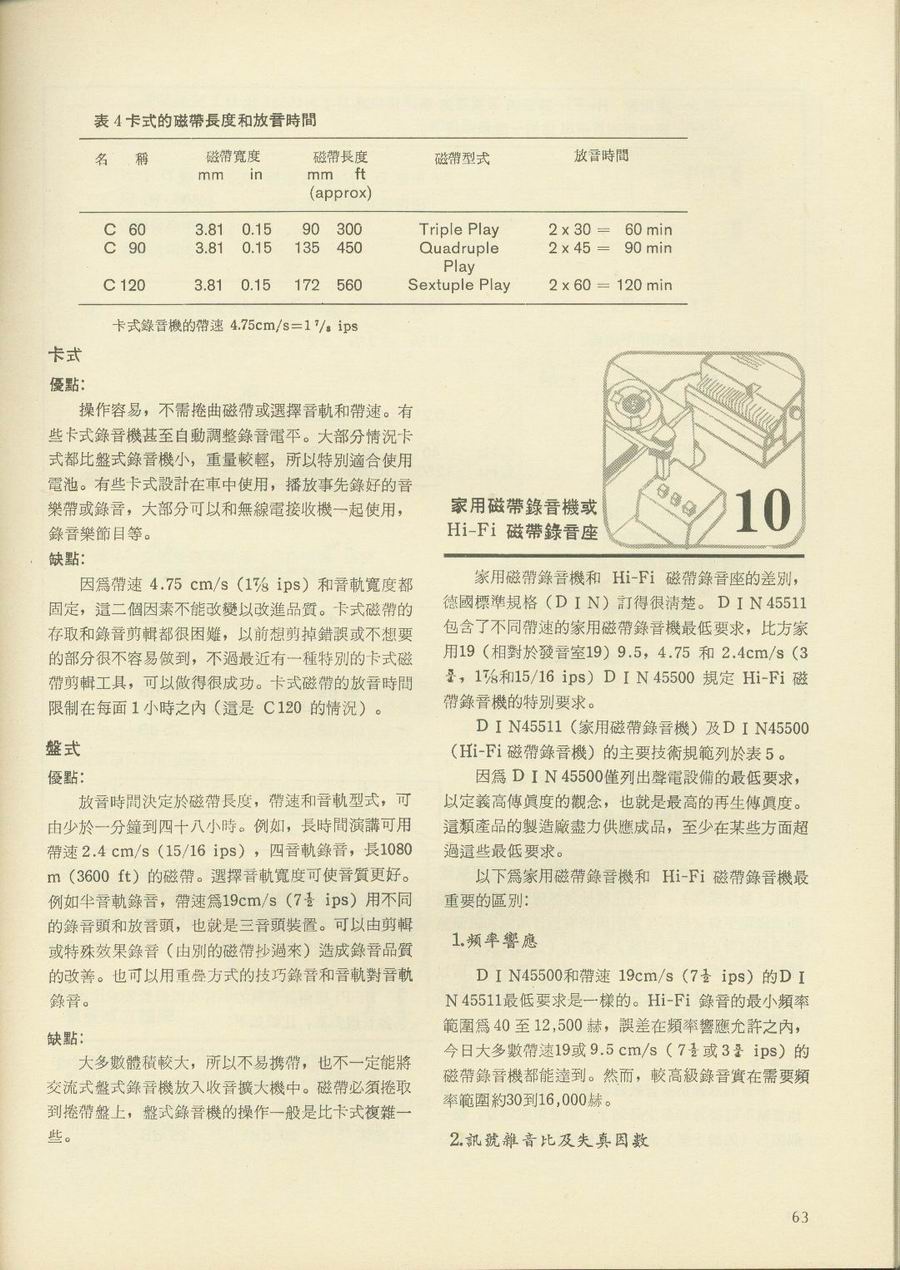 表 4 卡式的磁帶長度和放音時間
名 稱 磁帶寬度 磁帶長度 磁帶型式 放音時間
mm in mm ft
(approx)
C 60 3.81 0.15 90 300 Triple Play 2 x 30 = 60 min
C 90 3.81 0.15 135 450 Quadruple 2 x 45 = 90 min
Play
C 120 3.81 0.15 172 560 Sextuple Play 2 x 60 = 120 min
卡式錄音機的帶速 4.75cm/s=1 7/8 ips
卡式
優點:
操作容易，不需捲曲磁帶或選擇音軌和帶速。有
些卡式錄音機甚至自動調整錄音電平。大部分情況卡
式都比盤式錄音機小，重量較輕，所以特別適合使用
電池。有些卡式設計在車中使用，播放事先錄好的音
樂帶或錄音，大部分可以和無線電接收機一起使用，
錄音樂節目等。
缺點:
因爲帶速 4.75 cm/s (1⅞ ips) 和音軌寬度都
固定，這二個因素不能改變以改進品質。卡式磁帶的
存取和錄音剪輯都很困難，以前想剪掉錯誤或不想要
的部分很不容易做到，不過最近有一種特別的卡式磁
帶剪輯工具，可以做得很成功。卡式磁帶的放音時間
限制在每面 1 小時之內（這是 C120 的情況）。
盤式
優點:
放音時間決定於磁帶長度，帶速和音軌型式，可
由少於一分鐘到四十八小時。例如，長時間演講可用
帶速 2.4 cm/s (15/16 ips) ，四音軌錄音，長1080
m (3600 ft) 的磁帶。選擇音軌寬度可使音質更好。
例如半音軌錄音，帶速爲19cm/s (7½ ips) 用不同
的錄音頭和放音頭，也就是三音頭裝置。可以由剪輯
或特殊效果錄音（由別的磁帶抄過來）造成錄音品質
的改善。也可以用重疊方式的技巧錄音和音軌對音軌
錄音。
缺點:
大多數體積較大，所以不易携帶，也不一定能將
交流式盤式錄音機放入收音擴大機中。磁帶必須捲取
到捲帶盤上，盤式錄音機的操作一般是比卡式複雜一
些。
家用磁帶錄音機或
Hi-Fi 磁帶錄音座
10
家用磁帶錄音機和 Hi-Fi 磁帶錄音座的差別，
德國標準規格（D I N）訂得很清楚。D I N 45511
包含了不同帶速的家用磁帶錄音機最低要求，比方家
用19（相對於發音室19）9.5，4.75 和 2.4cm/s (3
¾，1⅞和15/16 ips) D I N 45500 規定 Hi-Fi 磁
帶錄音機的特別要求。
D I N45511（家用磁帶錄音機）及D I N45500
（Hi-Fi 磁帶錄音機）的主要技術規範列於表 5。
因爲 D I N 45500僅列出聲電設備的最低要求，
以定義高傳眞度的觀念，也就是最高的再生傳眞度。
這類產品的製造廠盡力供應成品，至少在某些方面超
過這些最低要求。
以下爲家用磁帶錄音機和 Hi-Fi 磁帶錄音機最
重要的區別:
1.頻率響應
D I N45500和帶速 19cm/s (7½ ips) 的D I
N 45511最低要求是一樣的。Hi-Fi 錄音的最小頻率
範圍爲 40 至 12,500 赫，誤差在頻率響應允許之內，
今日大多數帶速19或 9.5 cm/s ( 7½ 或 3¾ ips) 的
磁帶錄音機都能達到。然而，較高級錄音實在需要頻
率範圍約30到16,000赫。
2.訊號雜音比及失真因數
63